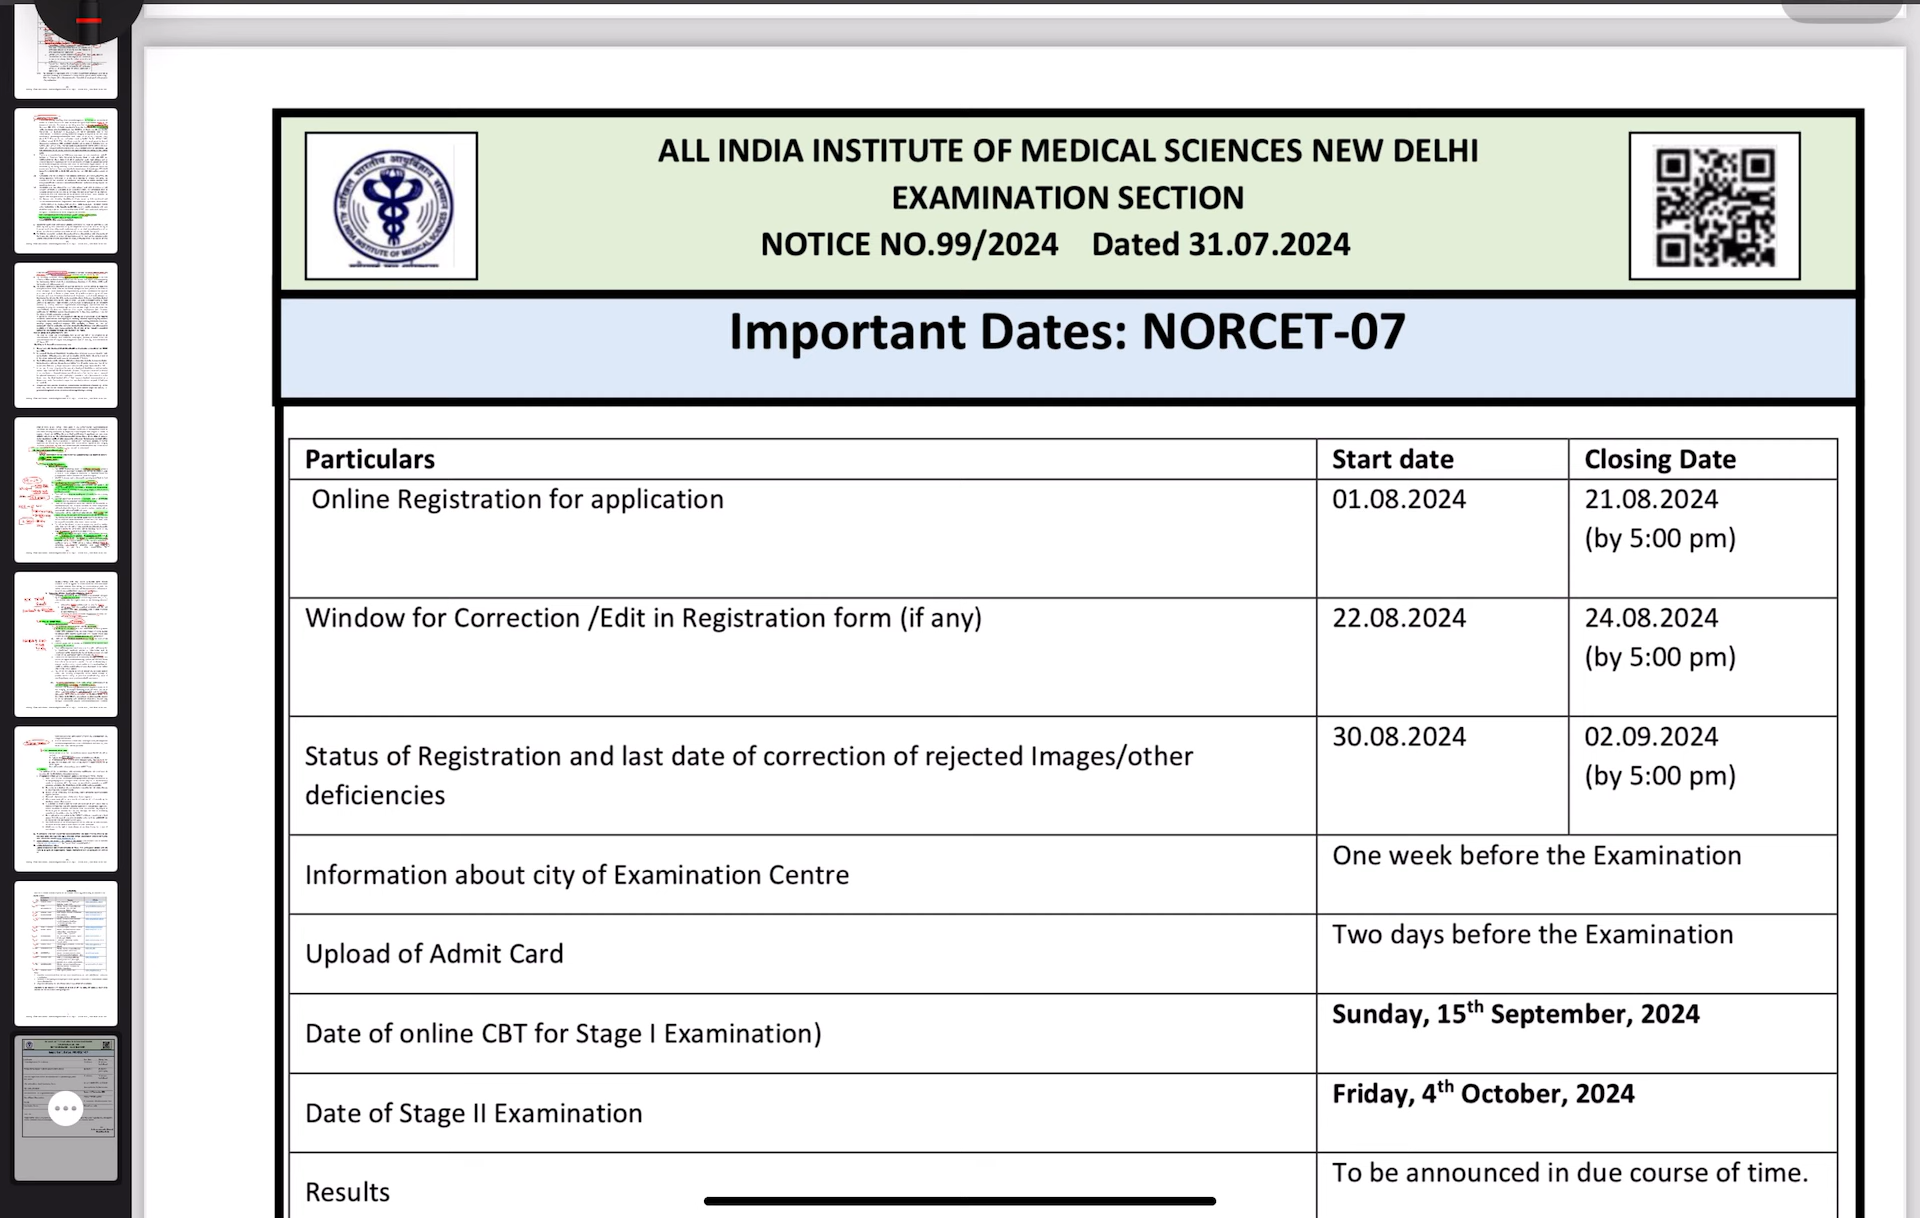 ALL INDIA INSTITUTE OF MEDICAL SCIENCES NEW DELHI
EXAMINATION SECTION
NOTICE NO.99/2024 Dated 31.07.2024
Important Dates: NORCET-07
Particulars Start date Closing Date
Online Registration for application 01.08.2024 21.08.2024
(by 5:00 pm)
Window for Correction /Edit in Registration form (if any) 22.08.2024 24.08.2024
(by 5:00 pm)
Status of Registration and last date of correction of rejected Images/other 30.08.2024 02.09.2024
deficiencies (by 5:00 pm)
Information about city of Examination Centre One week before the Examination
Upload of Admit Card Two days before the Examination
Date of online CBT for Stage I Examination) Sunday, 15th September, 2024
Date of Stage II Examination Friday, 4th October, 2024
Results To be announced in due course of time.